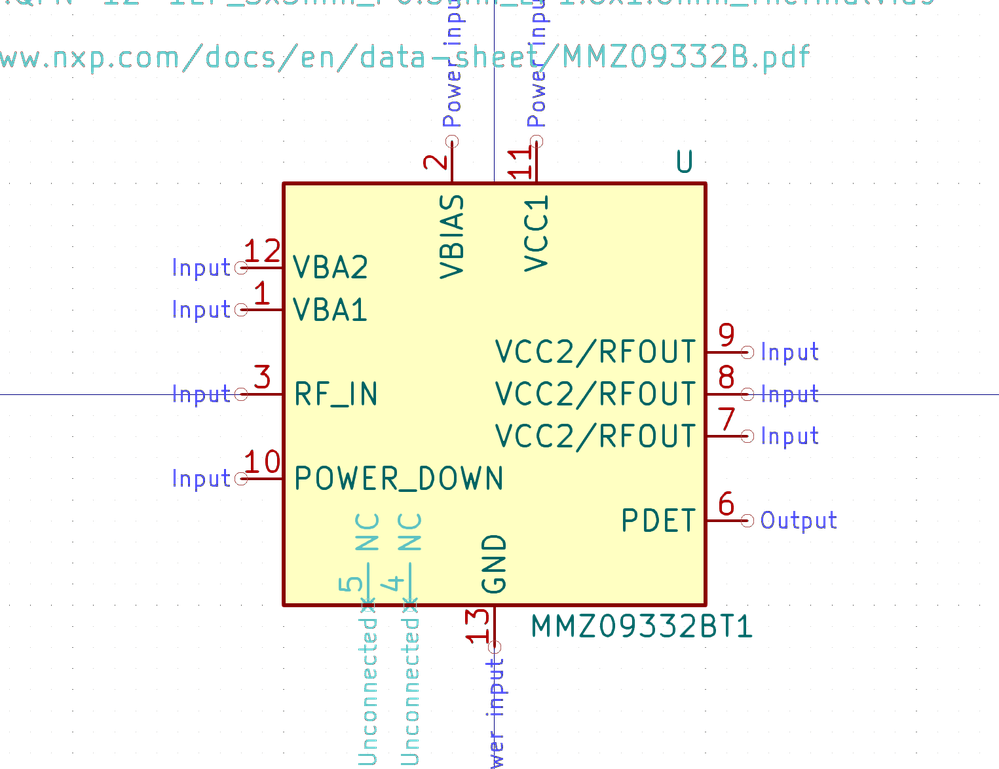 ww.nxp.com/docs/en/data-sheet/MMZ09332B.pdf
Power input
Power input
2
11
U
VBIAS
VCC1
Input 12 VBA2
Input 1 VBA1
VCC2/RFOUT 9 Input
Input 3 RF_IN
VCC2/RFOUT 8 Input
VCC2/RFOUT 7 Input
Input 10 POWER_DOWN
PDET 6 Output
NC
NC
GND
5
4
13
MMZ09332BT1
Unconnected
Unconnected
wer input